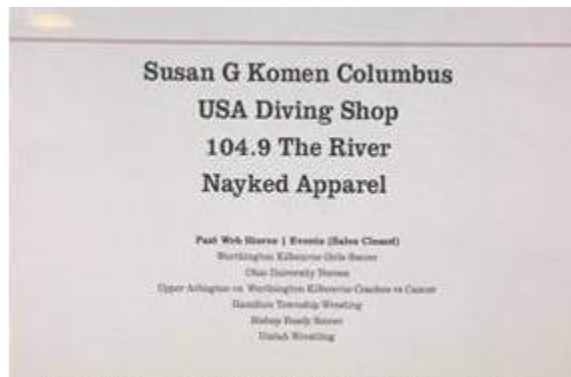 Susan G Komen Columbus
USA Diving Shop
104.9 The River
Nayked Apparel
Past Web Stores | Events (Sales Closed)
Worthington Kilbourne Girls Soccer
Ohio University
Upper Arlington vs. Worthington Kilbourne Coaches vs Cancer
Hamilton Township Wrestling
Bishop Ready Soccer
Wrestling